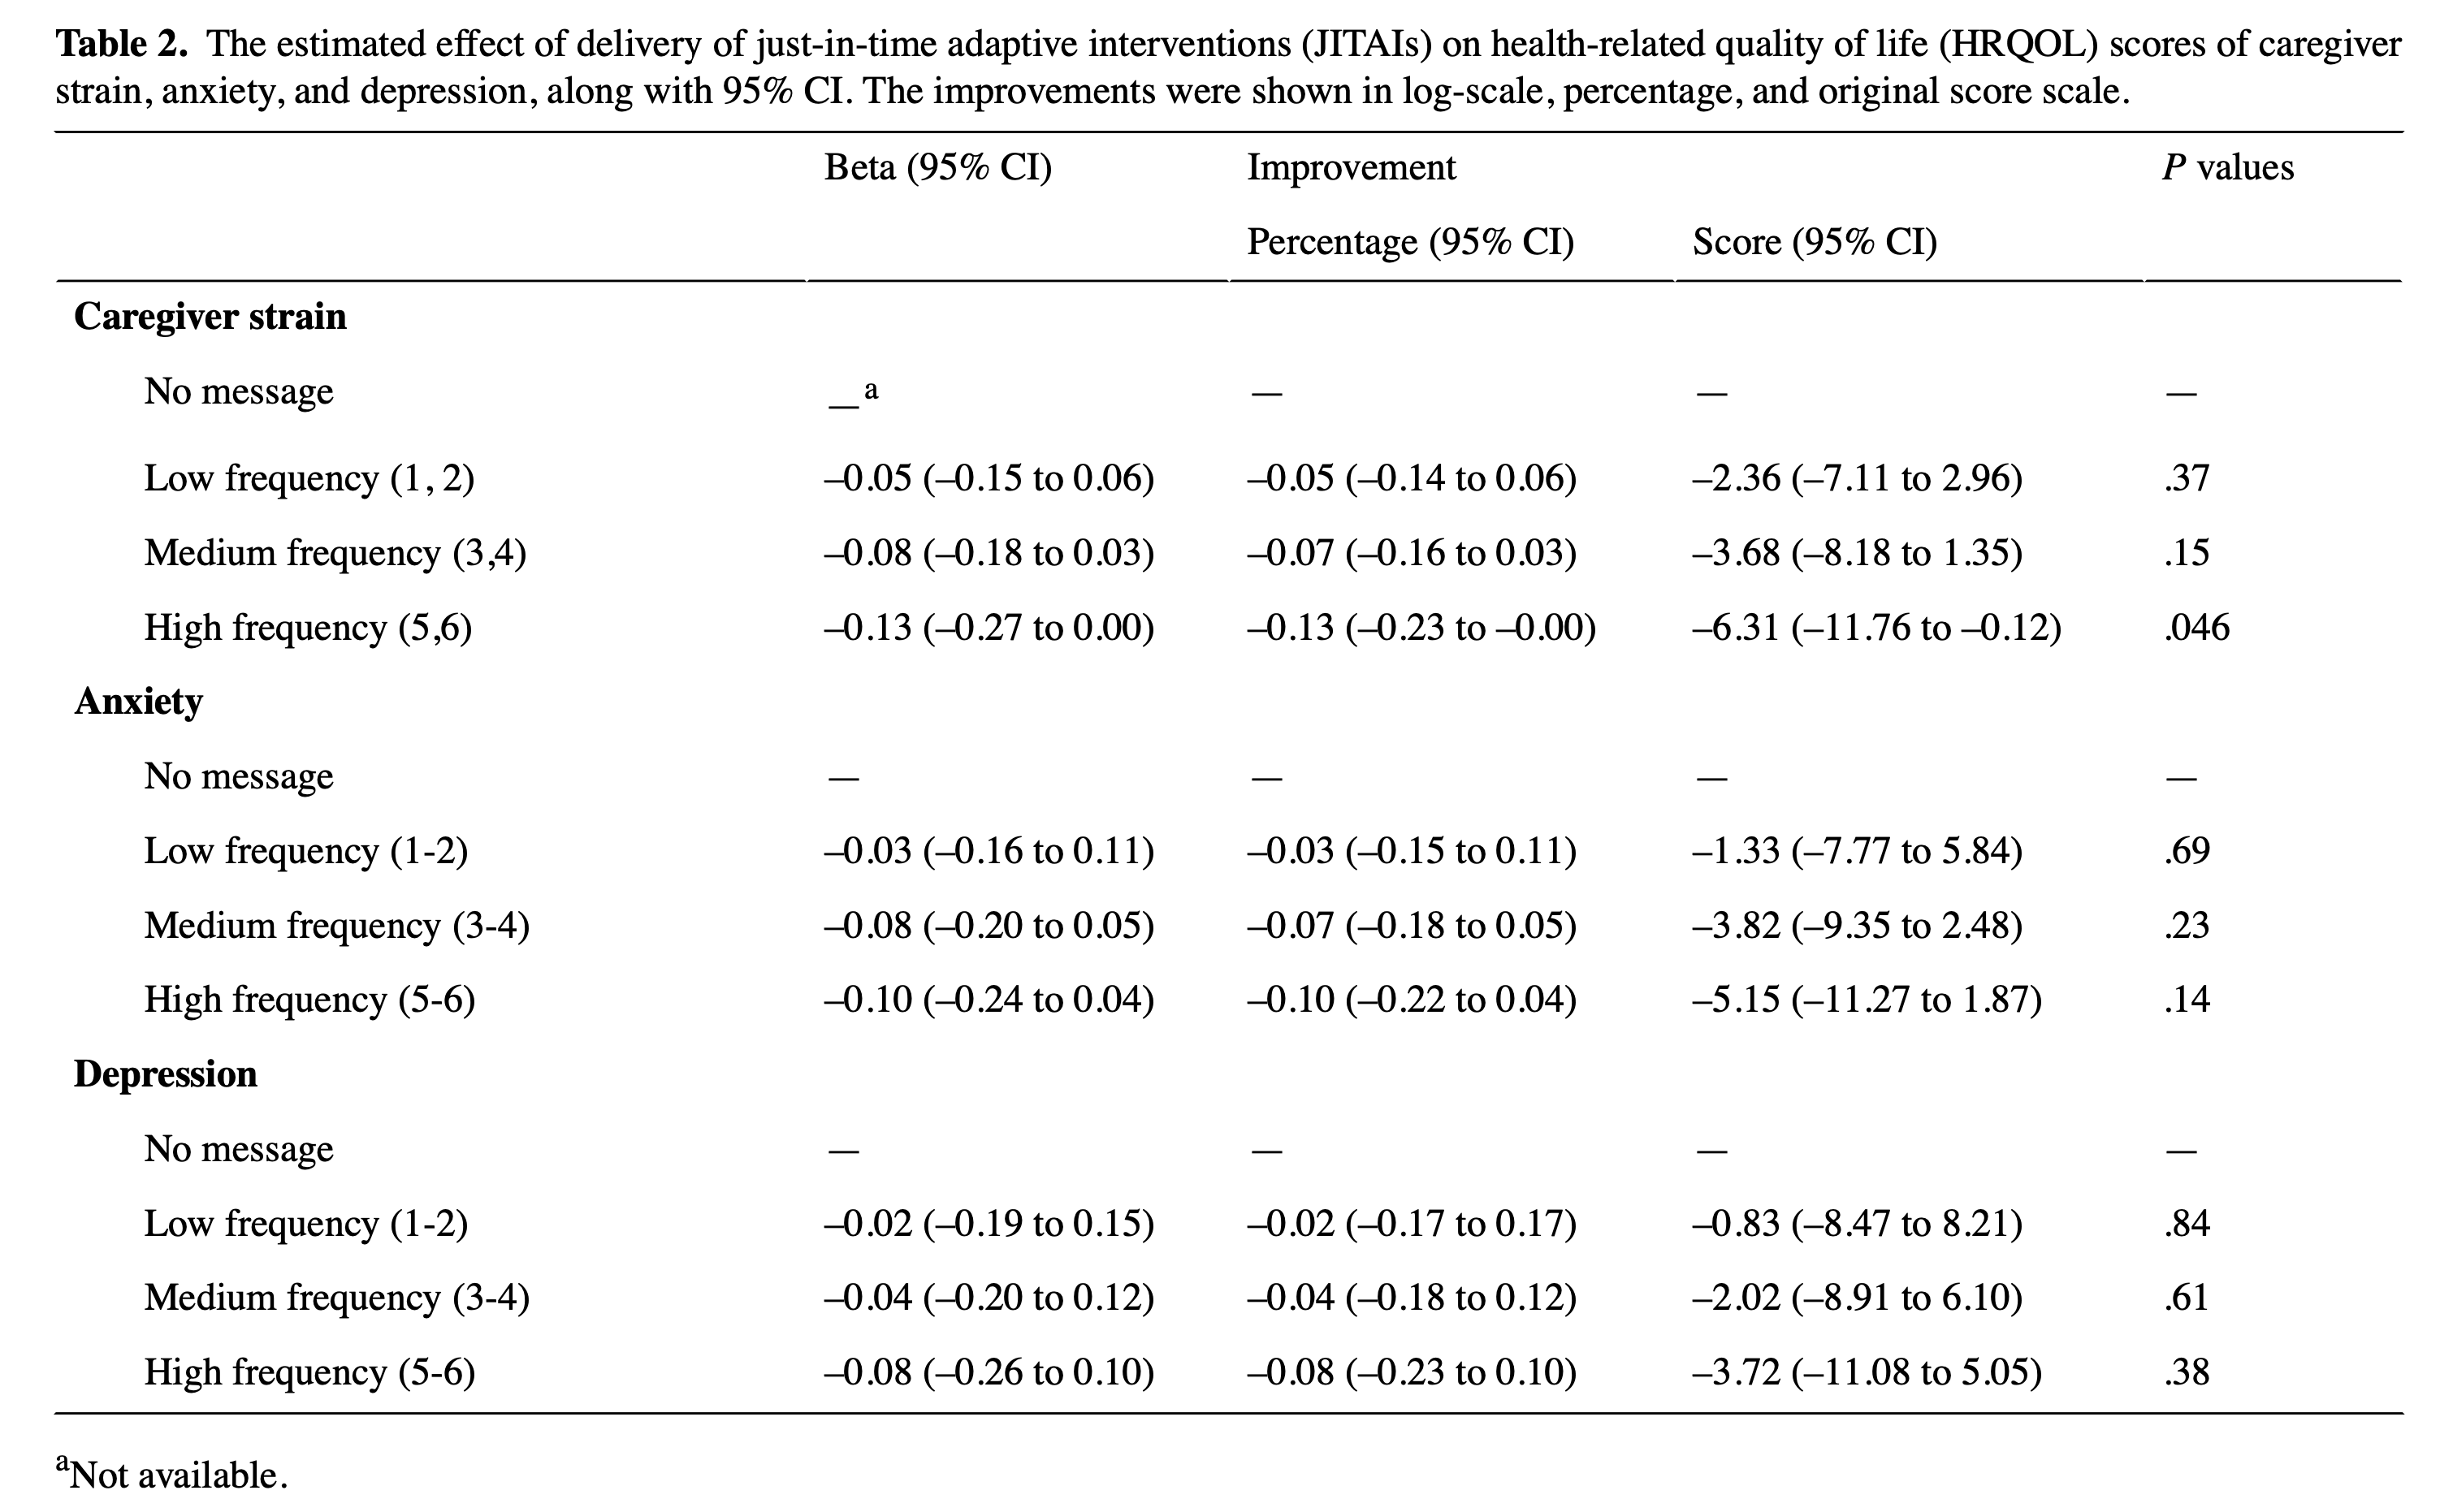 Table 2. The estimated effect of delivery of just-in-time adaptive interventions (JITAIs) on health-related quality of life (HRQOL) scores of caregiver
strain, anxiety, and depression, along with 95% CI. The improvements were shown in log-scale, percentage, and original score scale.
Beta (95% CI) Improvement P values
Percentage (95% CI) Score (95% CI)
Caregiver strain
No message —a — — —
Low frequency (1, 2) –0.05 (–0.15 to 0.06) –0.05 (–0.14 to 0.06) –2.36 (–7.11 to 2.96) .37
Medium frequency (3,4) –0.08 (–0.18 to 0.03) –0.07 (–0.16 to 0.03) –3.68 (–8.18 to 1.35) .15
High frequency (5,6) –0.13 (–0.27 to 0.00) –0.13 (–0.23 to –0.00) –6.31 (–11.76 to –0.12) .046
Anxiety
No message — — — —
Low frequency (1-2) –0.03 (–0.16 to 0.11) –0.03 (–0.15 to 0.11) –1.33 (–7.77 to 5.84) .69
Medium frequency (3-4) –0.08 (–0.20 to 0.05) –0.07 (–0.18 to 0.05) –3.82 (–9.35 to 2.48) .23
High frequency (5-6) –0.10 (–0.24 to 0.04) –0.10 (–0.22 to 0.04) –5.15 (–11.27 to 1.87) .14
Depression
No message — — — —
Low frequency (1-2) –0.02 (–0.19 to 0.15) –0.02 (–0.17 to 0.17) –0.83 (–8.47 to 8.21) .84
Medium frequency (3-4) –0.04 (–0.20 to 0.12) –0.04 (–0.18 to 0.12) –2.02 (–8.91 to 6.10) .61
High frequency (5-6) –0.08 (–0.26 to 0.10) –0.08 (–0.23 to 0.10) –3.72 (–11.08 to 5.05) .38
aNot available.